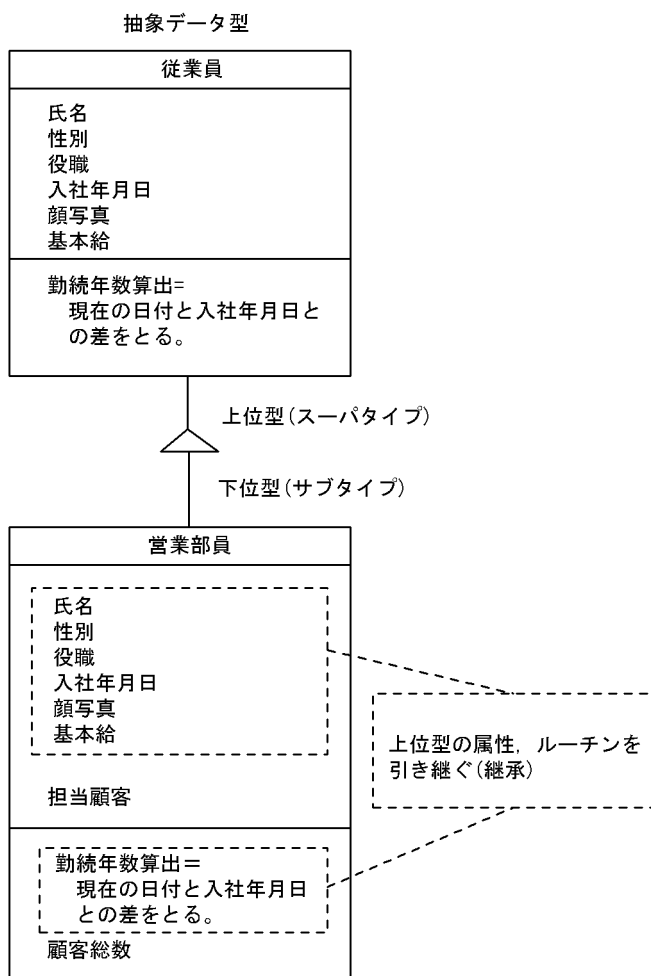 抽象データ型
従業員
氏名
性別
役職
入社年月日
顔写真
基本給
勤続年数算出=
現在の日付と入社年月日と
の差をとる。
上位型(スーパタイプ)
下位型(サブタイプ)
営業部員
氏名
性別
役職
入社年月日
顔写真
基本給
担当顧客
上位型の属性，ルーチンを
引き継ぐ(継承)
勤続年数算出＝
現在の日付と入社年月日
との差をとる。
顧客総数